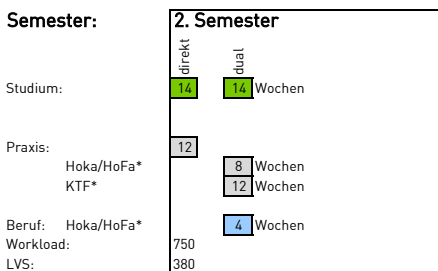 Semester: 2. Semester
direkt dual
Studium: 14 14 Wochen
Praxis: 12
Hoka/HoFa* 8 Wochen
KTF* 12 Wochen
Beruf: Hoka/HoFa* 4 Wochen
Workload: 750
LVS: 380